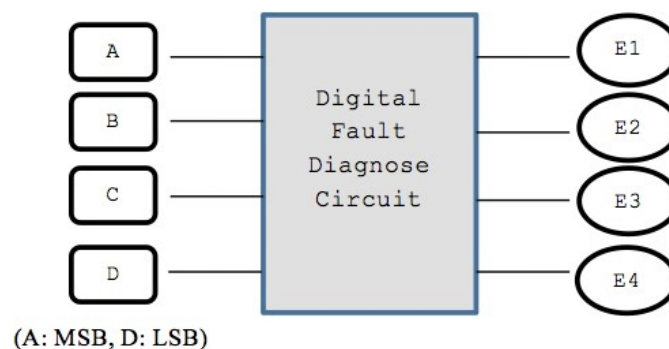 A
B
C
D
Digital
Fault
Diagnose
Circuit
E1
E2
E3
E4
(A: MSB, D: LSB)